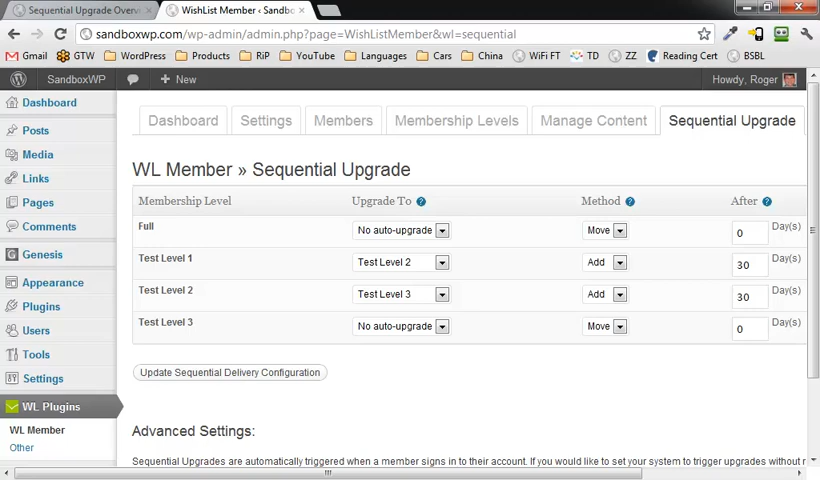 Sequential Upgrade Overv
WishList Member ‹ Sandbo
sandboxwp.com/wp-admin/admin.php?page=WishListMember&wl=sequential
Gmail GTW WordPress Products RiP YouTube Languages Cars China WiFi FT TD ZZ Reading Cert BSBL
SandboxWP New Howdy, Roger
Dashboard
Posts
Media
Links
Pages
Comments
Genesis
Appearance
Plugins
Users
Tools
Settings
WL Plugins
WL Member
Other
Dashboard Settings Members Membership Levels Manage Content Sequential Upgrade
WL Member » Sequential Upgrade
Membership Level Upgrade To ? Method ? After ?
Full No auto-upgrade Move 0 Day(s)
Test Level 1 Test Level 2 Add 30 Day(s)
Test Level 2 Test Level 3 Add 30 Day(s)
Test Level 3 No auto-upgrade Move 0 Day(s)
Update Sequential Delivery Configuration
Advanced Settings:
Sequential Upgrades are automatically triggered when a member signs in to their account. If you would like to set your system to trigger upgrades without